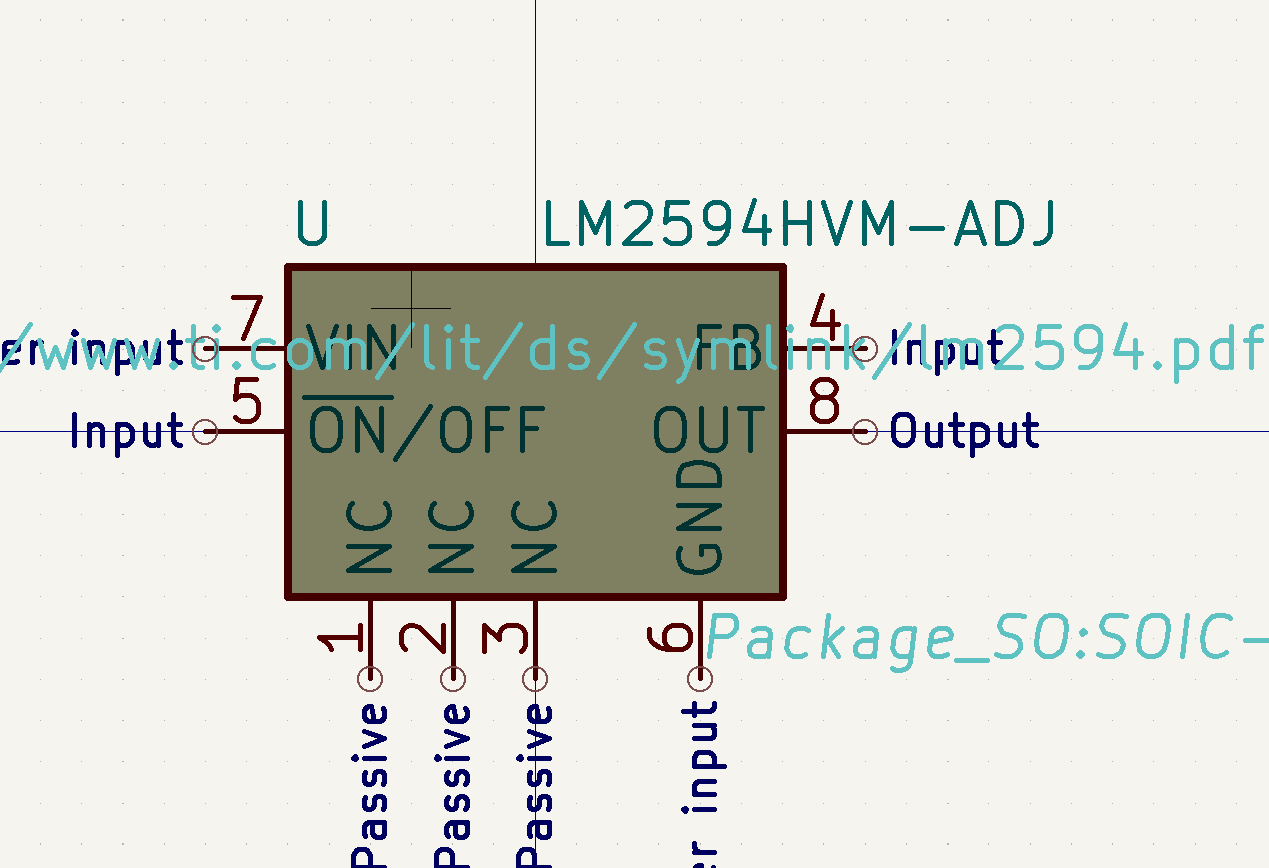 U
LM2594HVM-ADJ
7
4
er input
VIN
FB
Input
/www.ti.com/lit/ds/symlink/lm2594.pdf
5
8
Input
ON/OFF
OUT
Output
NC
NC
NC
GND
1
2
3
6
Package_SO:SOIC-
Passive
Passive
Passive
er input